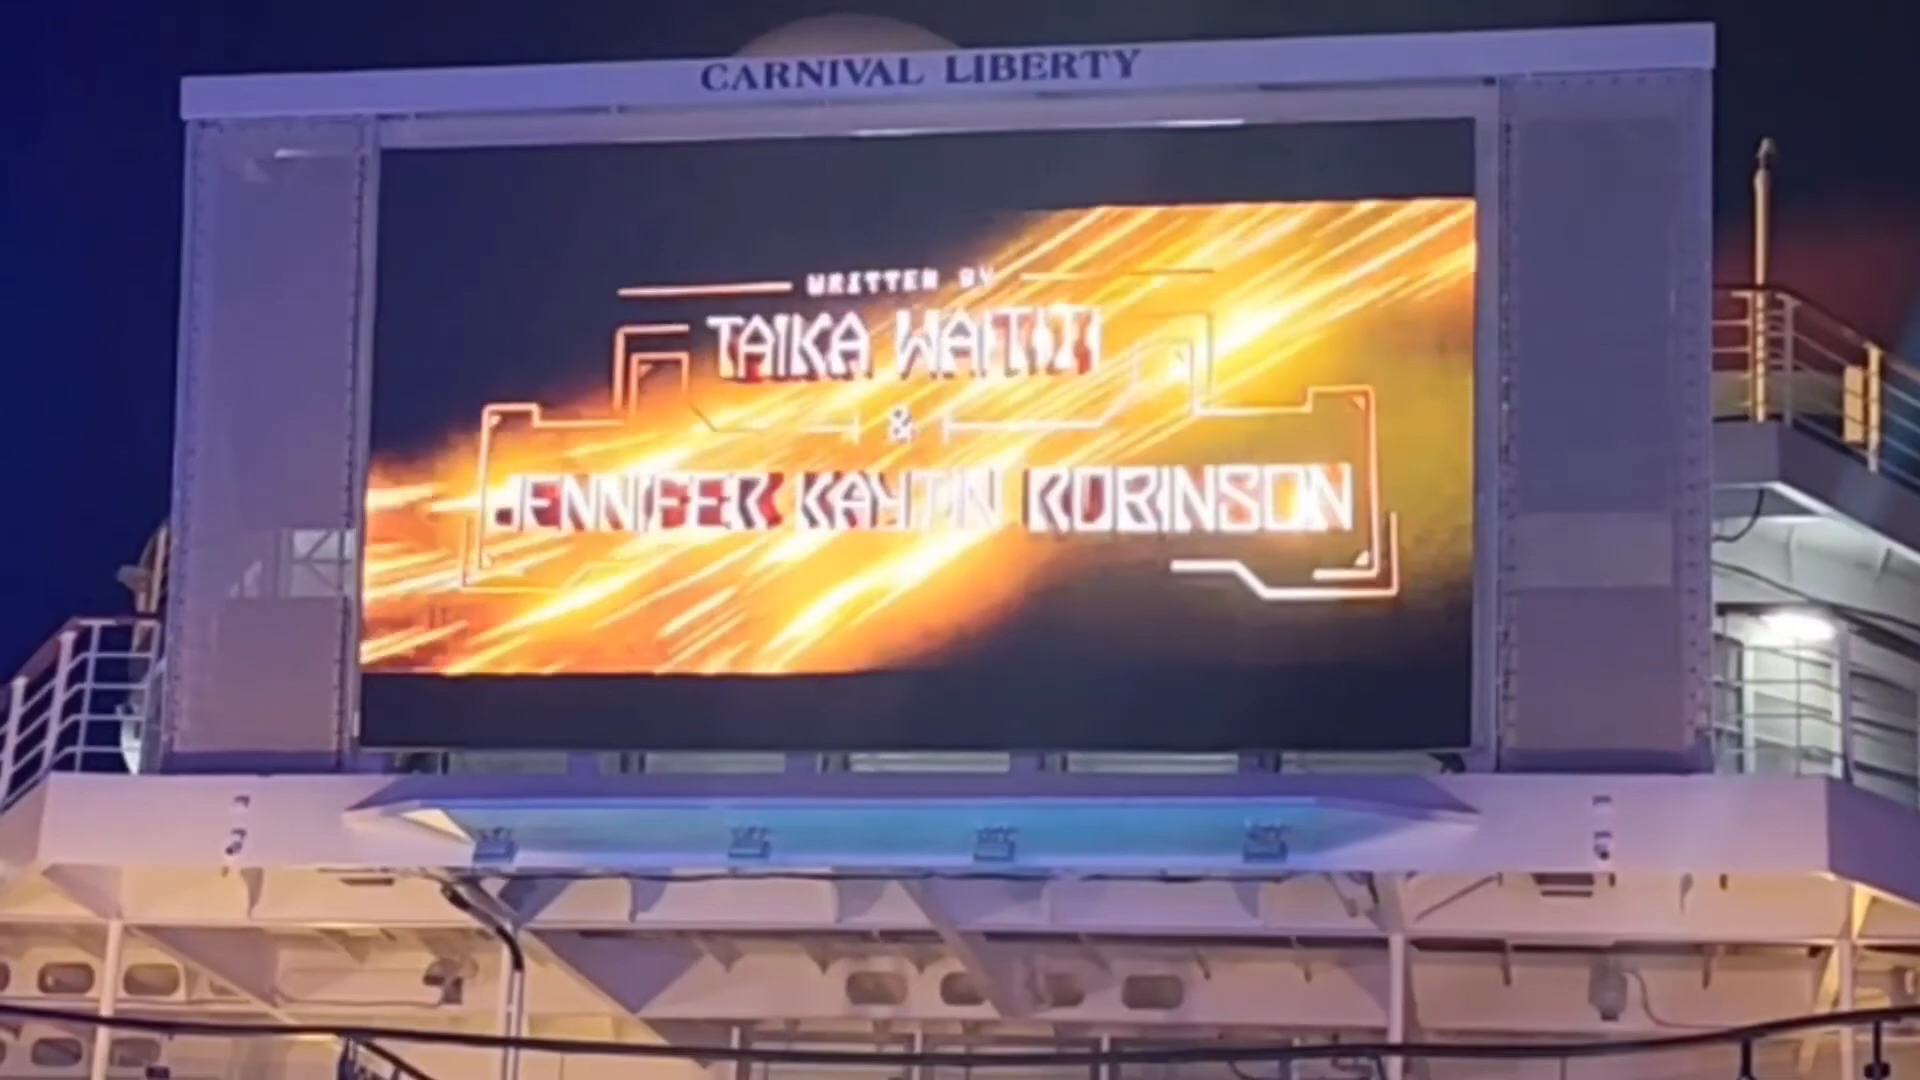 CARNIVAL LIBERTY
WRITTEN BY
TAIKA WAITITI
&
JENNIFER KAYTIN ROBINSON